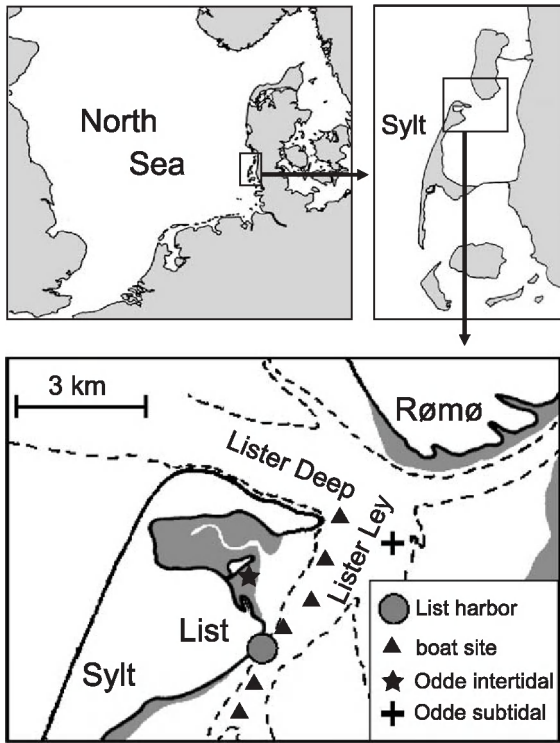 North
Sea
Sylt
3 km
Rømø
Lister Deep
Lister Ley
List
Sylt
List harbor
boat site
Odde intertidal
Odde subtidal